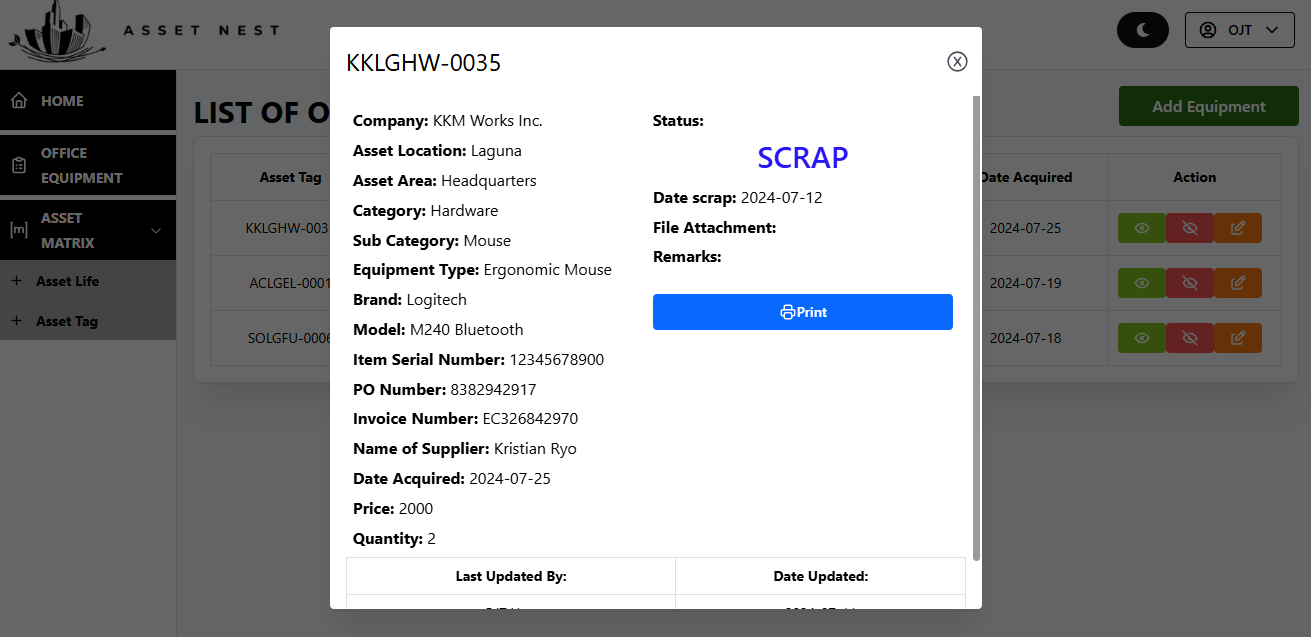 ASSET NEST
OJT
HOME
OFFICE
EQUIPMENT
[m] ASSET
MATRIX
+ Asset Life
+ Asset Tag
LIST OF O
Add Equipment
Asset Tag
Date Acquired
Action
KKLGHW-003
2024-07-25
ACLGEL-0001
2024-07-19
SOLGFU-0006
2024-07-18
KKLGHW-0035
Company: KKM Works Inc.
Asset Location: Laguna
Asset Area: Headquarters
Category: Hardware
Sub Category: Mouse
Equipment Type: Ergonomic Mouse
Brand: Logitech
Model: M240 Bluetooth
Item Serial Number: 12345678900
PO Number: 8382942917
Invoice Number: EC326842970
Name of Supplier: Kristian Ryo
Date Acquired: 2024-07-25
Price: 2000
Quantity: 2
Status:
SCRAP
Date scrap: 2024-07-12
File Attachment:
Remarks:
Print
Last Updated By:
Date Updated: